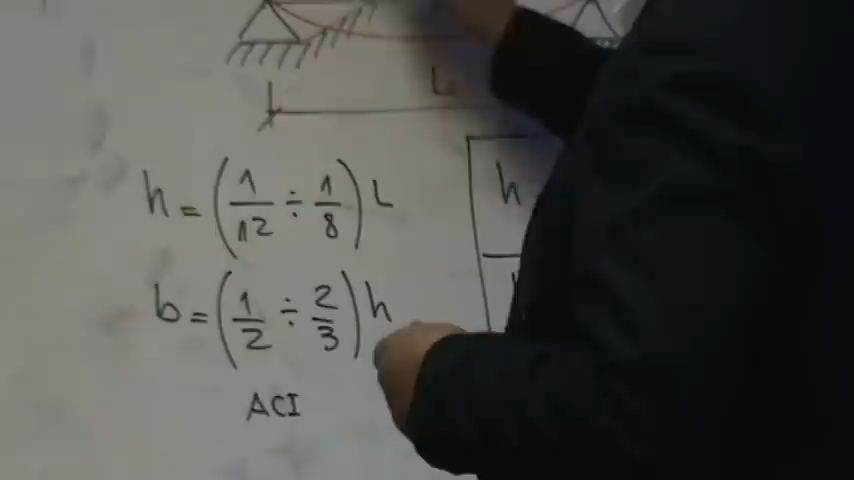 L
h = (1/12 ÷ 1/8) L
h
b = (1/2 ÷ 2/3) h
ACI